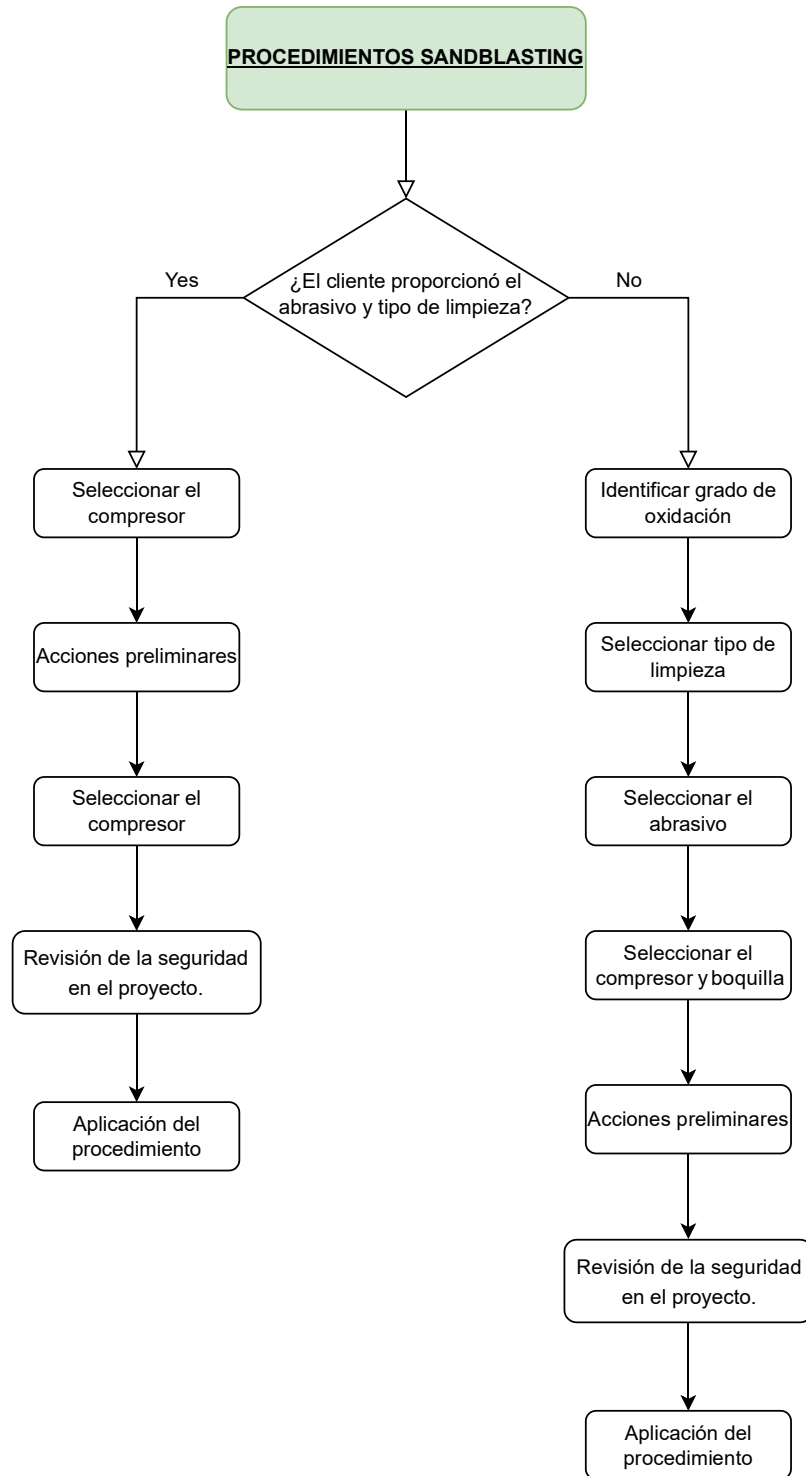 PROCEDIMIENTOS SANDBLASTING
¿El cliente proporcionó el
abrasivo y tipo de limpieza?
Yes
No
Seleccionar el
compresor
Acciones preliminares
Seleccionar el
compresor
Revisión de la seguridad
en el proyecto.
Aplicación del
procedimiento
Identificar grado de
oxidación
Seleccionar tipo de
limpieza
Seleccionar el
abrasivo
Seleccionar el
compresor y boquilla
Acciones preliminares
Revisión de la seguridad
en el proyecto.
Aplicación del
procedimiento